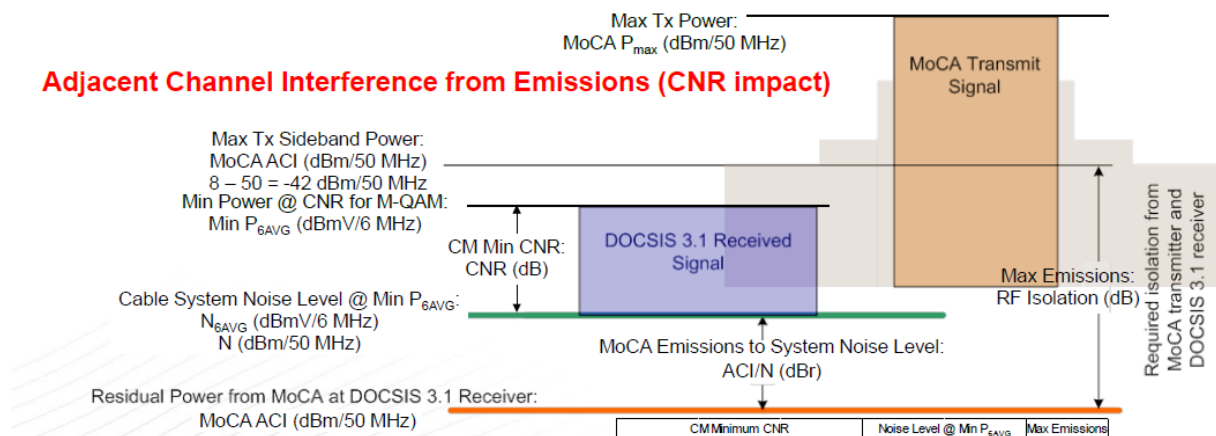 Max Tx Power:
MoCA Pmax (dBm/50 MHz)
Adjacent Channel Interference from Emissions (CNR impact)
MoCA Transmit
Signal
Max Tx Sideband Power:
MoCA ACI (dBm/50 MHz)
8 – 50 = -42 dBm/50 MHz
Min Power @ CNR for M-QAM:
Min P6AVG (dBmV/6 MHz)
CM Min CNR:
CNR (dB)
DOCSIS 3.1 Received
Signal
Max Emissions:
RF Isolation (dB)
Required isolation from
MoCA transmitter and
DOCSIS 3.1 receiver
Cable System Noise Level @ Min P6AVG:
N6AVG (dBmV/6 MHz)
N (dBm/50 MHz)
MoCA Emissions to System Noise Level:
ACI/N (dBr)
Residual Power from MoCA at DOCSIS 3.1 Receiver:
MoCA ACI (dBm/50 MHz)
CM Minimum CNR
Noise Level @ Min P6AVG
Max Emissions